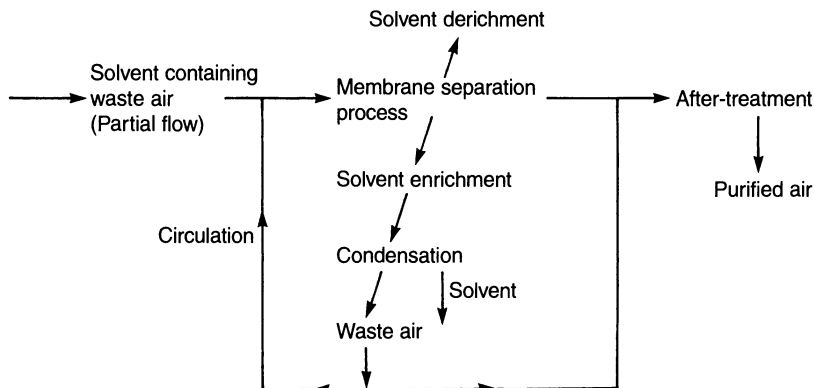 Solvent derichment
Solvent containing
waste air
(Partial flow)
Membrane separation
process
After-treatment
Solvent enrichment
Purified air
Circulation
Condensation
Solvent
Waste air